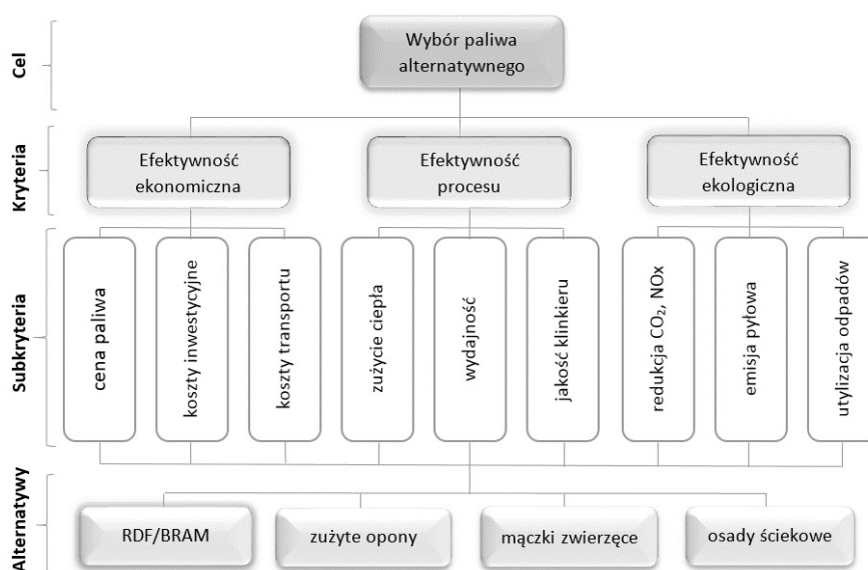 Cel
Wybór paliwa
alternatywnego
Kryteria
Efektywność
ekonomiczna
Efektywność
procesu
Efektywność
ekologiczna
Subkryteria
cena paliwa
koszty inwestycyjne
koszty transportu
zużycie ciepła
wydajność
jakość klinkieru
redukcja CO₂, NOx
emisja pyłowa
utylizacja odpadów
Alternatywy
RDF/BRAM
zużyte opony
mączki zwierzęce
osady ściekowe